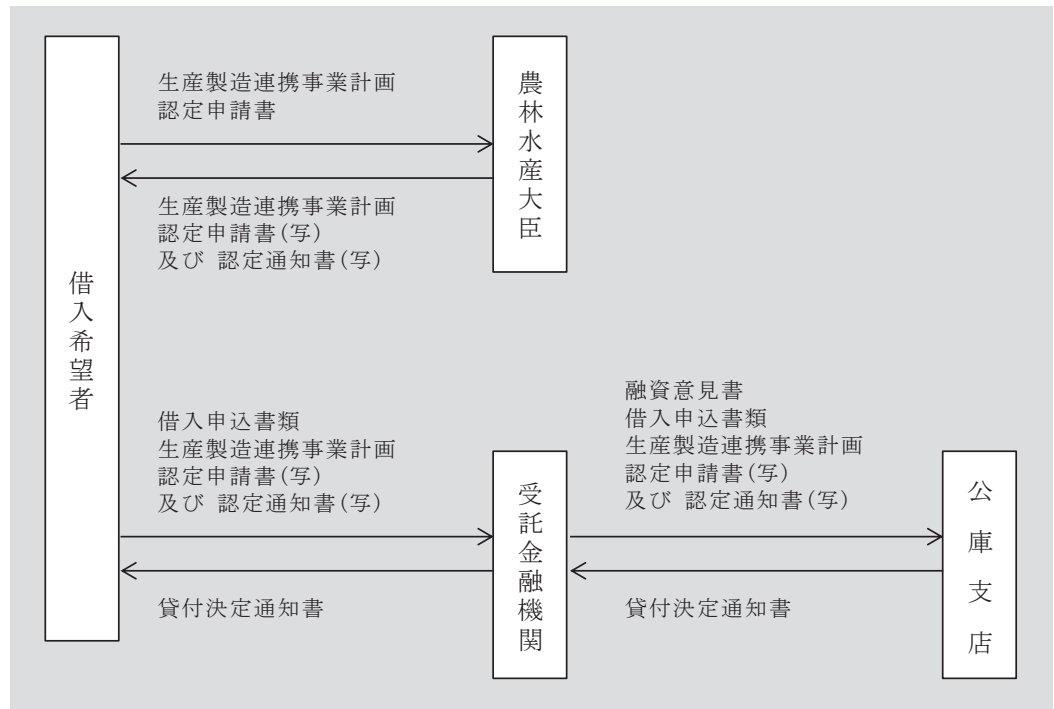 生産製造連携事業計画
認定申請書
農林水産大臣
生産製造連携事業計画
認定申請書(写)
及び 認定通知書(写)
借入希望者
借入申込書類
生産製造連携事業計画
認定申請書(写)
及び 認定通知書(写)
受託金融機関
融資意見書
借入申込書類
生産製造連携事業計画
認定申請書(写)
及び 認定通知書(写)
公庫支店
貸付決定通知書
貸付決定通知書